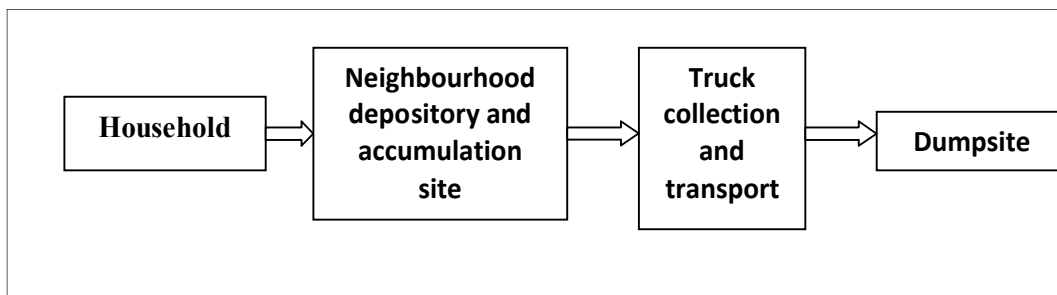 Household
Neighbourhood
depository and
accumulation
site
Truck
collection
and
transport
Dumpsite